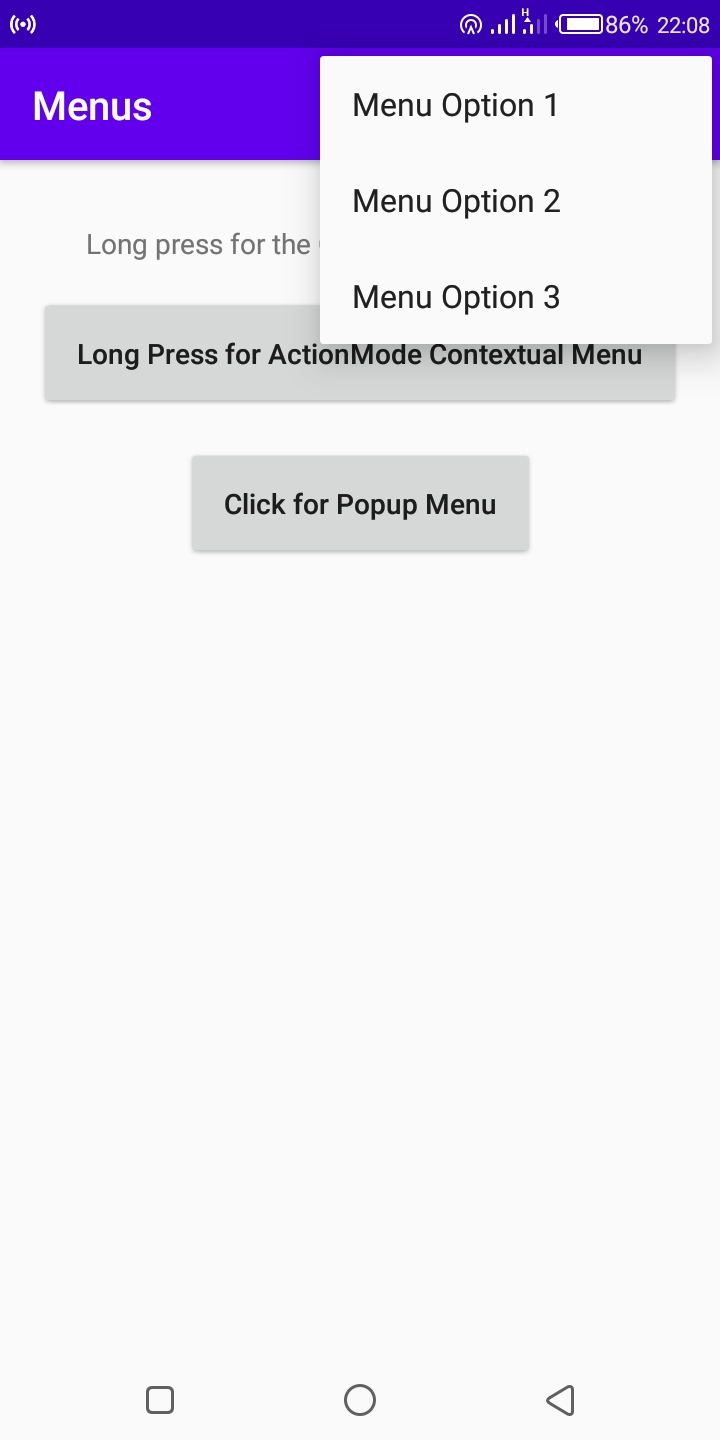 H
86% 22:08
Menus
Menu Option 1
Menu Option 2
Menu Option 3
Long press for the
Long Press for ActionMode Contextual Menu
Click for Popup Menu